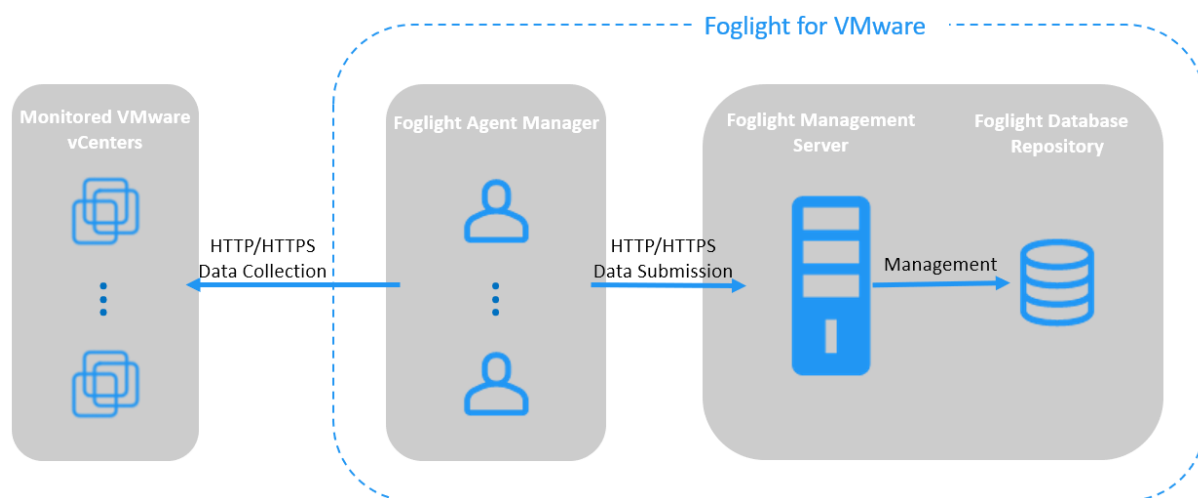 Foglight for VMware
Monitored VMware
vCenters
Foglight Agent Manager
Foglight Management
Server
Foglight Database
Repository
HTTP/HTTPS
Data Collection
HTTP/HTTPS
Data Submission
Management